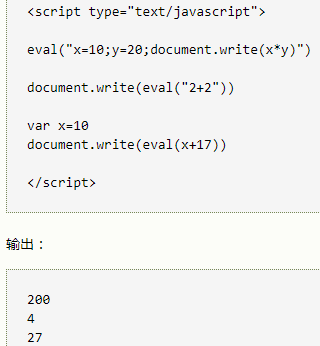 <script type="text/javascript">
eval("x=10;y=20;document.write(x*y)")
document.write(eval("2+2"))
var x=10
document.write(eval(x+17))
</script>
输出：
200
4
27